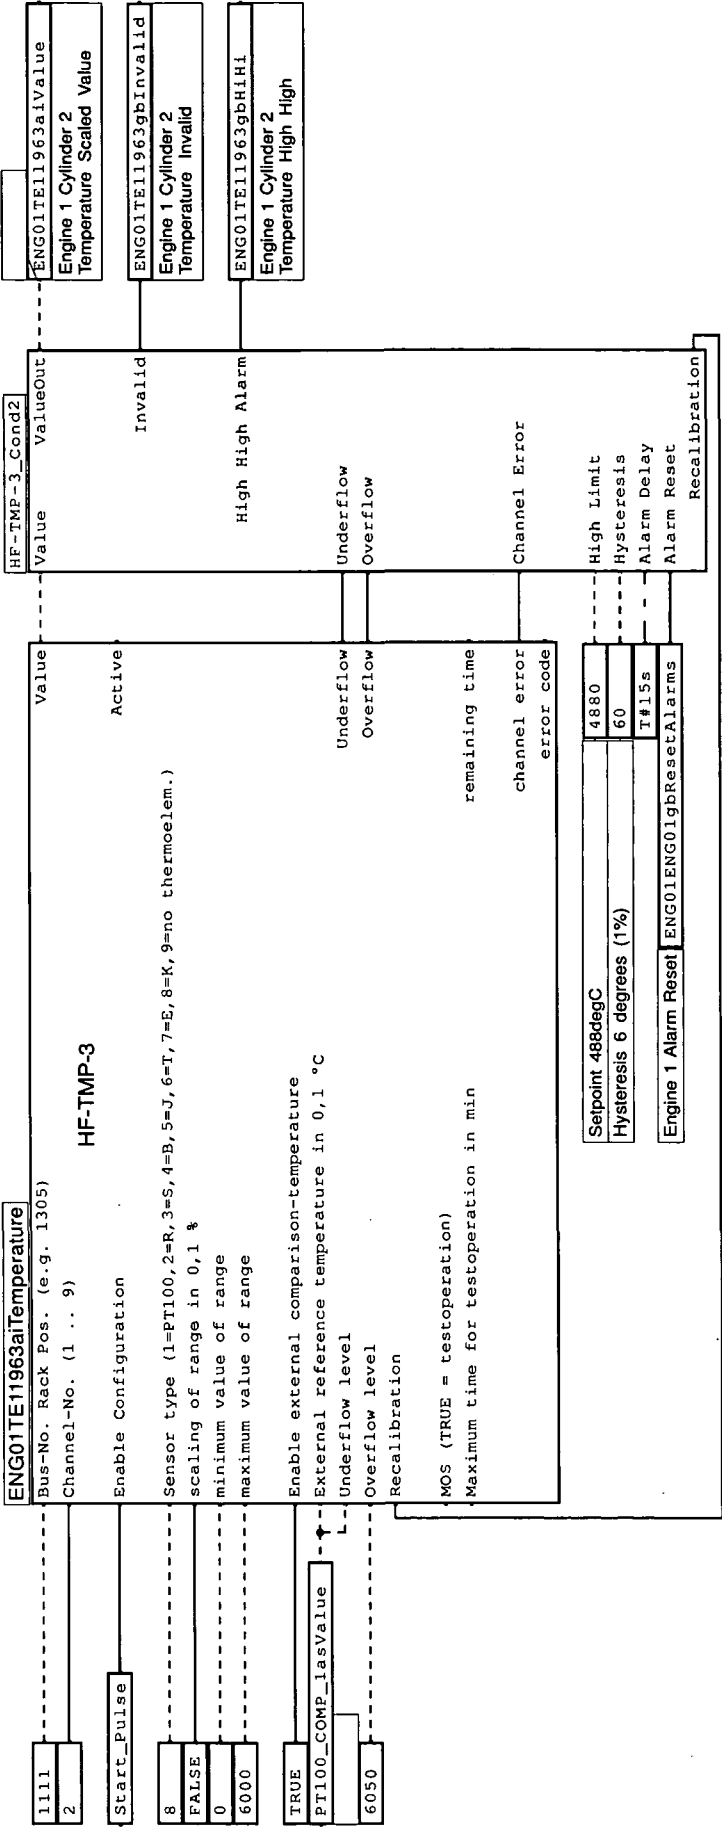 1111
2
Start_Pulse
8
FALSE
0
6000
TRUE
PT100_COMP_1asValue
6050
ENG01TE11963aiTemperature
HF-TMP-3
Bus-No. Rack Pos. (e.g. 1305)
Channel-No. (1 .. 9)
Enable Configuration
Sensor type (1=PT100,2=R,3=S,4=B,5=J,6=T,7=E,8=K,9=no thermoelem.)
scaling of range in 0,1 %
minimum value of range
maximum value of range
Enable external comparison-temperature
External reference temperature in 0,1 °C
Underflow level
Overflow level
Recalibration
MOS (TRUE = testoperation)
Maximum time for testoperation in min
Value
Active
Underflow
Overflow
remaining time
channel error
error code
Setpoint 488degC 4880
Hysteresis 6 degrees (1%) 60
T#15s
Engine 1 Alarm Reset ENG01ENG01gbResetAlarms
HF-TMP-3_Cond2
Value ValueOut
Invalid
High High Alarm
Underflow
Overflow
Channel Error
High Limit
Hysteresis
Alarm Delay
Alarm Reset
Recalibration
ENG01TE11963aiValue
Engine 1 Cylinder 2
Temperature Scaled Value
ENG01TE11963gbInvalid
Engine 1 Cylinder 2
Temperature Invalid
ENG01TE11963gbHiHi
Engine 1 Cylinder 2
Temperature High High